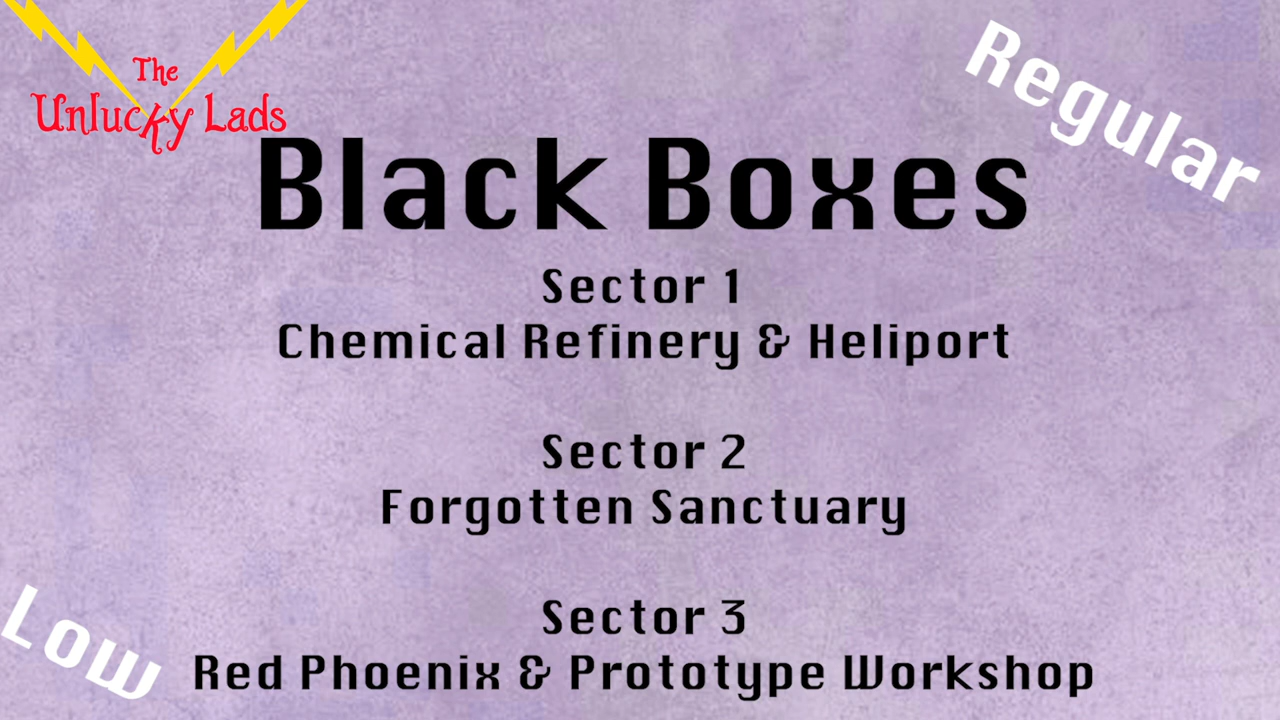 The
Unlucky Lads
Regular
Black Boxes
Sector 1
Chemical Refinery & Heliport
Sector 2
Forgotten Sanctuary
Sector 3
Red Phoenix & Prototype Workshop
Low